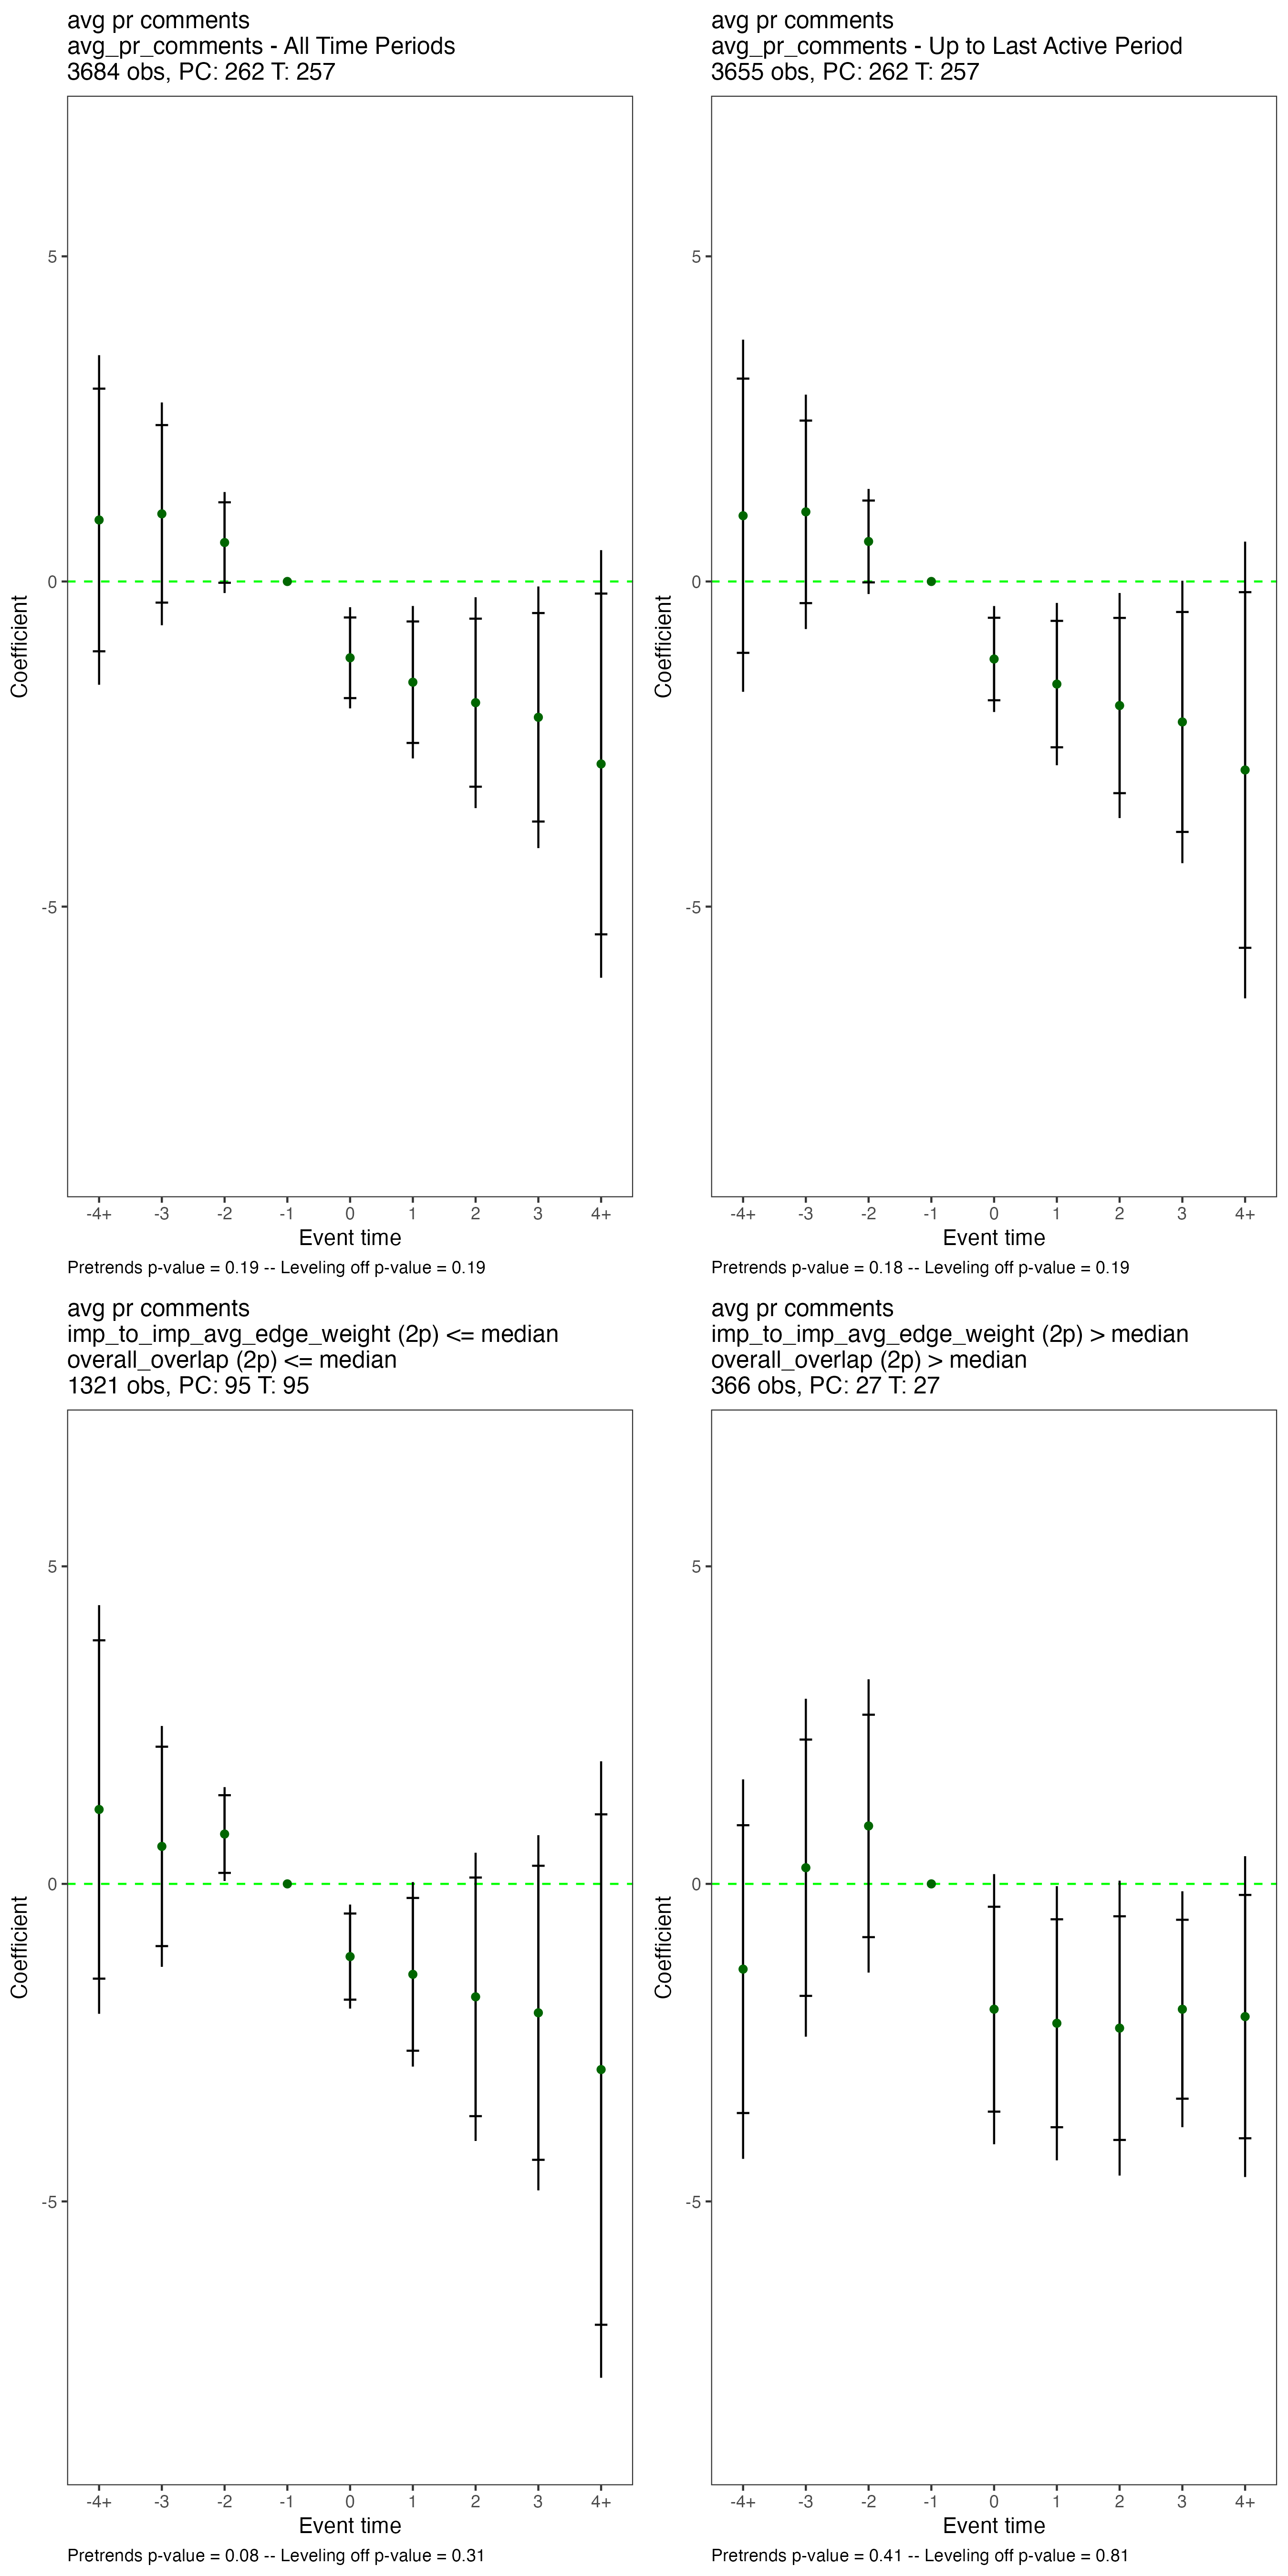 avg pr comments
avg_pr_comments - All Time Periods
3684 obs, PC: 262 T: 257
5
0
-5
Coefficient
-4+ -3 -2 -1 0 1 2 3 4+
Event time
Pretrends p-value = 0.19 -- Leveling off p-value = 0.19
avg pr comments
avg_pr_comments - Up to Last Active Period
3655 obs, PC: 262 T: 257
5
0
-5
Coefficient
-4+ -3 -2 -1 0 1 2 3 4+
Event time
Pretrends p-value = 0.18 -- Leveling off p-value = 0.19
avg pr comments
imp_to_imp_avg_edge_weight (2p) <= median
overall_overlap (2p) <= median
1321 obs, PC: 95 T: 95
5
0
-5
Coefficient
-4+ -3 -2 -1 0 1 2 3 4+
Event time
Pretrends p-value = 0.08 -- Leveling off p-value = 0.31
avg pr comments
imp_to_imp_avg_edge_weight (2p) > median
overall_overlap (2p) > median
366 obs, PC: 27 T: 27
5
0
-5
Coefficient
-4+ -3 -2 -1 0 1 2 3 4+
Event time
Pretrends p-value = 0.41 -- Leveling off p-value = 0.81